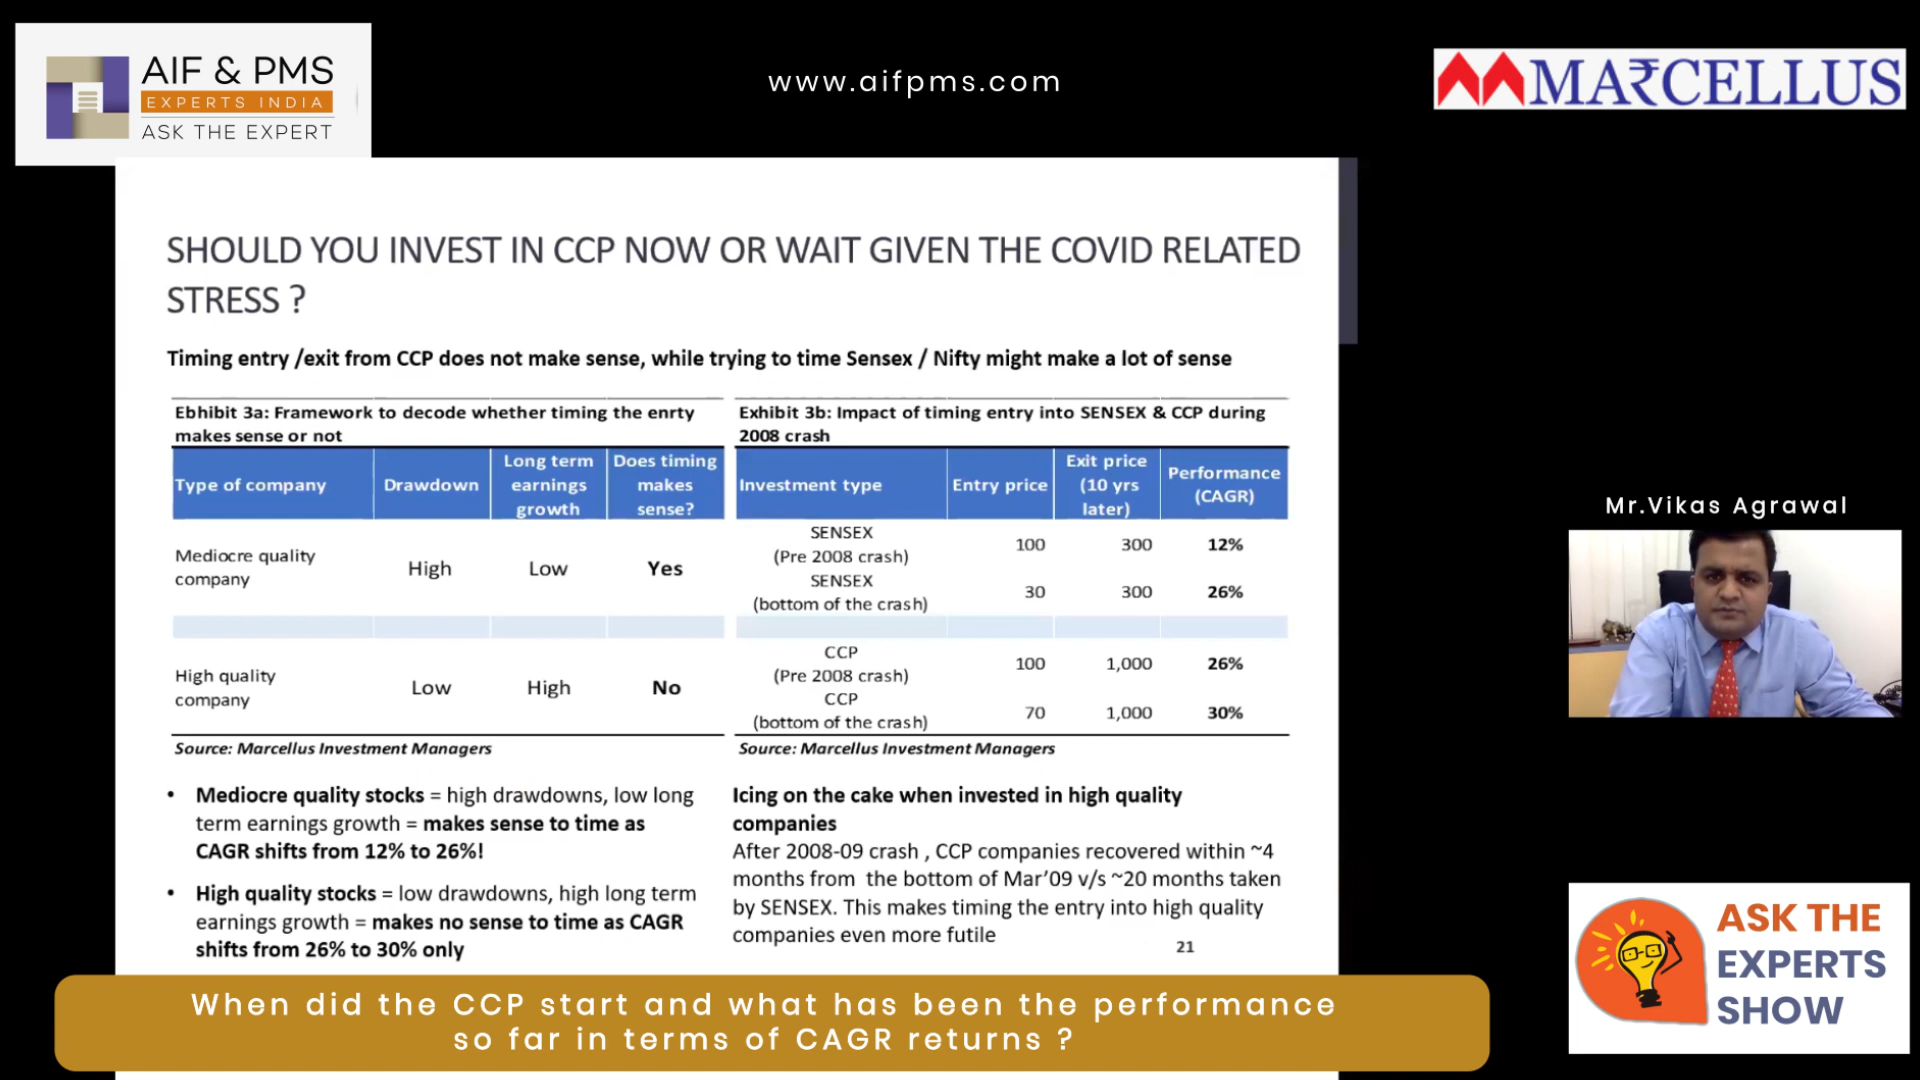 AIF & PMS
EXPERTS INDIA
ASK THE EXPERT
www.aifpms.com
MAR₹CELLUS
SHOULD YOU INVEST IN CCP NOW OR WAIT GIVEN THE COVID RELATED
STRESS ?
Timing entry /exit from CCP does not make sense, while trying to time Sensex / Nifty might make a lot of sense
Ebhibit 3a: Framework to decode whether timing the enrty
makes sense or not
Type of company
Drawdown
Long term
earnings
growth
Does timing
makes
sense?
Mediocre quality
company
High
Low
Yes
High quality
company
Low
High
No
Source: Marcellus Investment Managers
Exhibit 3b: Impact of timing entry into SENSEX & CCP during
2008 crash
Investment type
Entry price
Exit price
(10 yrs
later)
Performance
(CAGR)
SENSEX
(Pre 2008 crash)
100
300
12%
SENSEX
(bottom of the crash)
30
300
26%
CCP
(Pre 2008 crash)
100
1,000
26%
CCP
(bottom of the crash)
70
1,000
30%
Source: Marcellus Investment Managers
• Mediocre quality stocks = high drawdowns, low long
term earnings growth = makes sense to time as
CAGR shifts from 12% to 26%!
• High quality stocks = low drawdowns, high long term
earnings growth = makes no sense to time as CAGR
shifts from 26% to 30% only
Icing on the cake when invested in high quality
companies
After 2008-09 crash , CCP companies recovered within ~4
months from the bottom of Mar’09 v/s ~20 months taken
by SENSEX. This makes timing the entry into high quality
companies even more futile
21
Mr.Vikas Agrawal
ASK THE
EXPERTS
SHOW
When did the CCP start and what has been the performance
so far in terms of CAGR returns ?